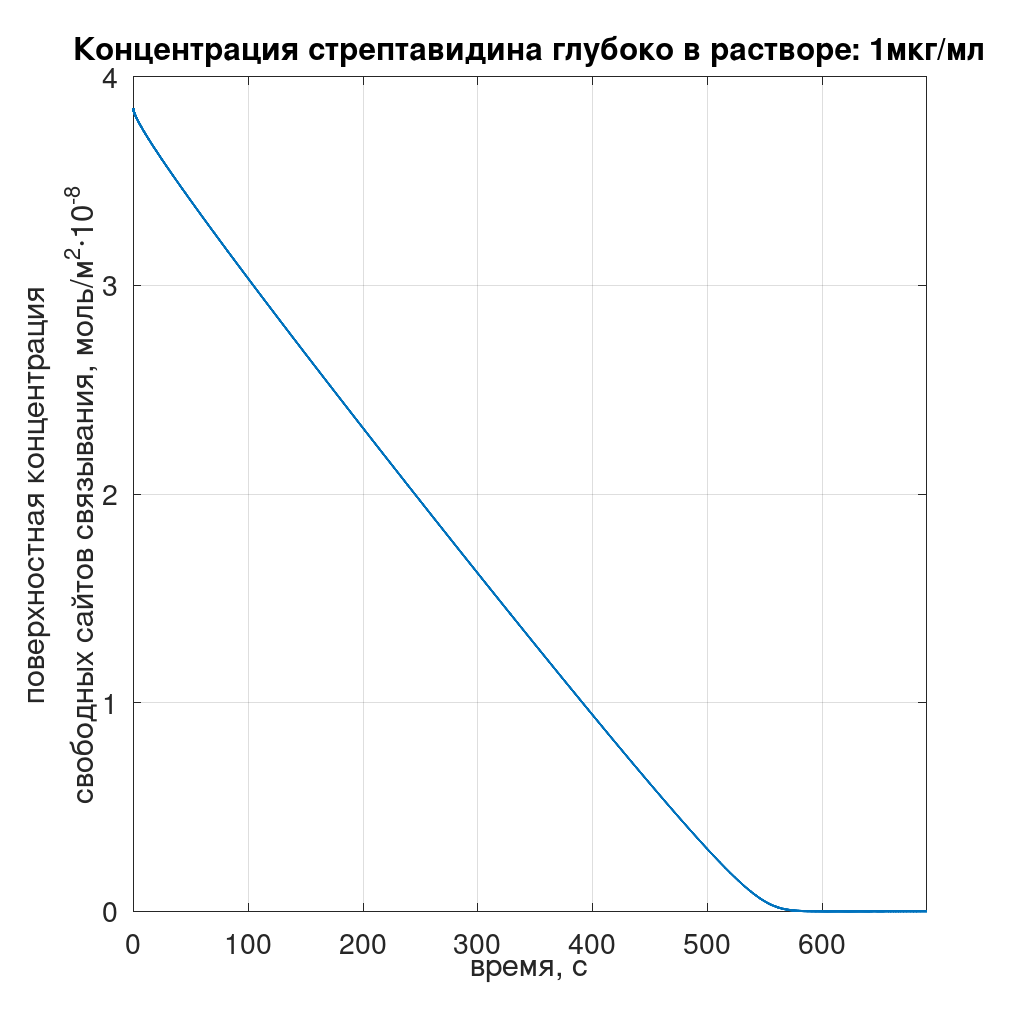 Концентрация стрептавидина глубоко в растворе: 1мкг/мл
поверхностная концентрация
свободных сайтов связывания, моль/м²·10⁻⁸
4
3
2
1
0
0 100 200 300 400 500 600
время, с